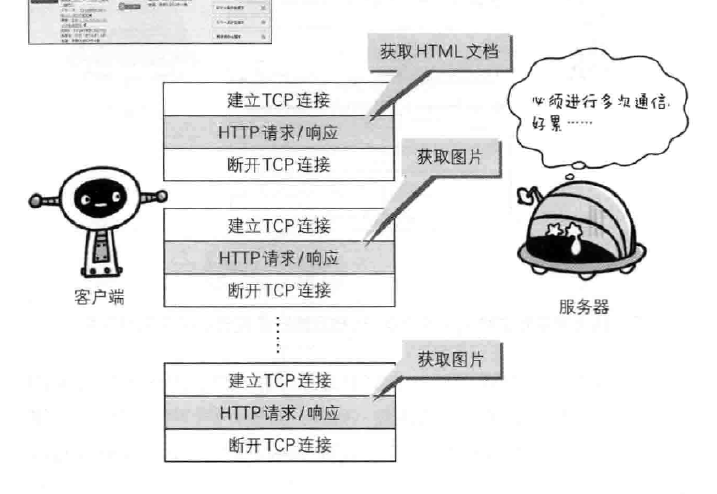 获取HTML文档
建立TCP连接
HTTP请求/响应
断开TCP连接
必须进行多次通信,
好累……
获取图片
建立TCP连接
HTTP请求/响应
断开TCP连接
客户端
服务器
获取图片
建立TCP连接
HTTP请求/响应
断开TCP连接